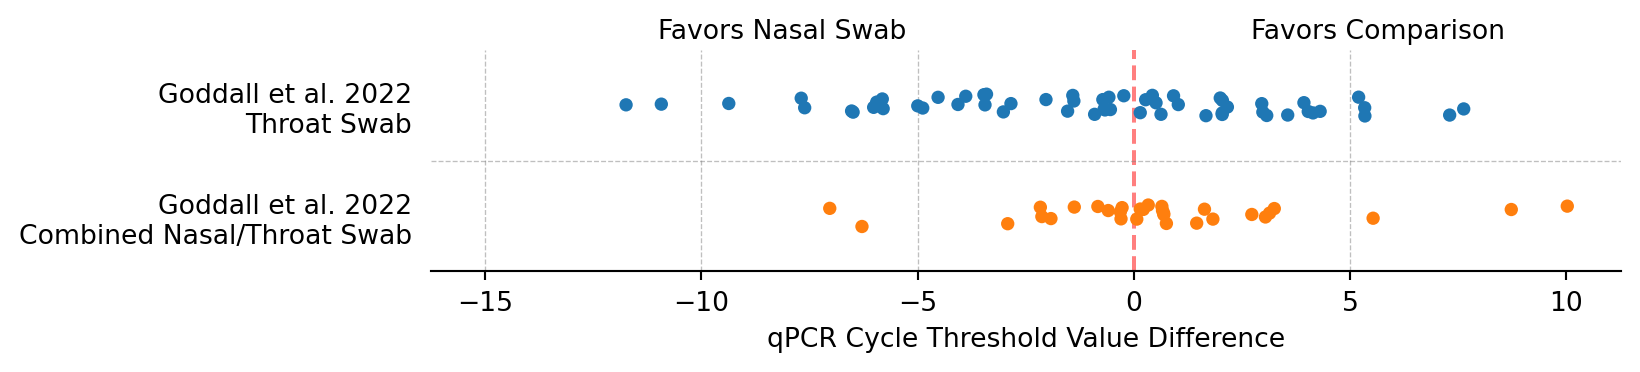 Favors Nasal Swab
Favors Comparison
Goddall et al. 2022
Throat Swab
Goddall et al. 2022
Combined Nasal/Throat Swab
−15
−10
−5
0
5
10
qPCR Cycle Threshold Value Difference